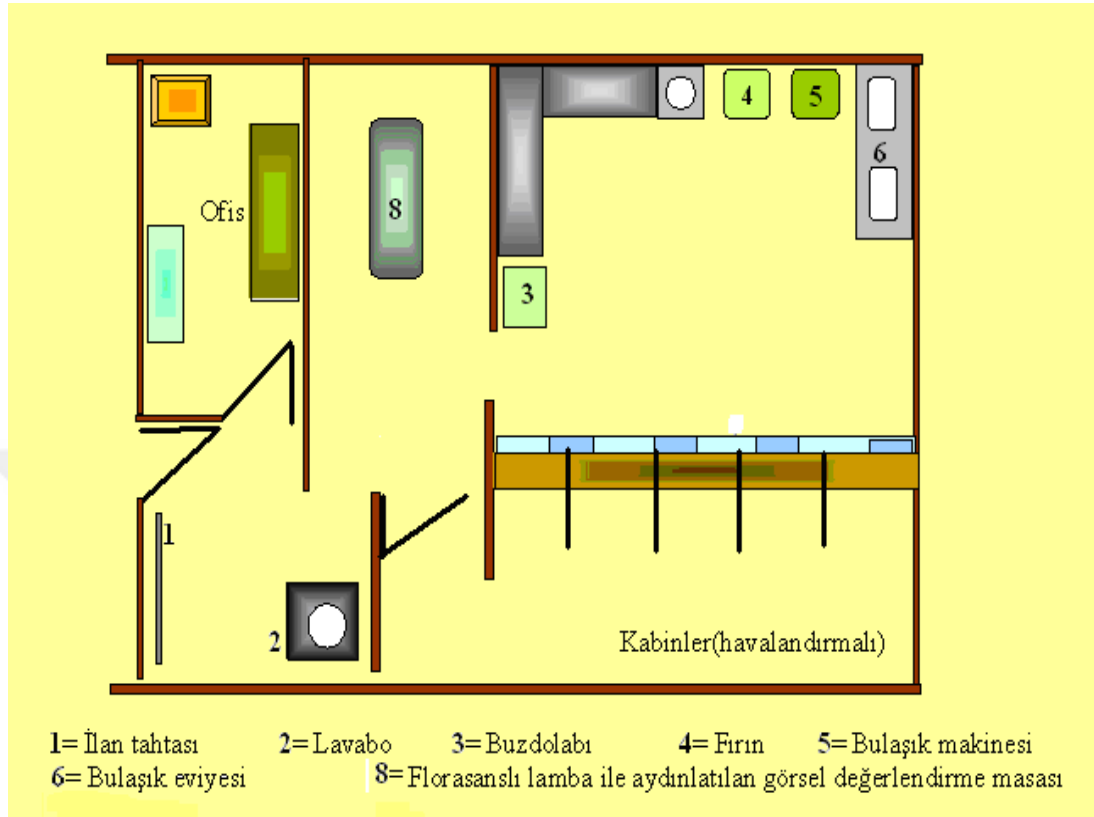 4
5
6
Ofis
8
3
1
2
Kabinler(havalandırmalı)
1= İlan tahtası 2= Lavabo 3= Buzdolabı 4= Fırın 5= Bulaşık makinesi
6= Bulaşık eviyesi 8= Florasanslı lamba ile aydınlatılan görsel değerlendirme masası